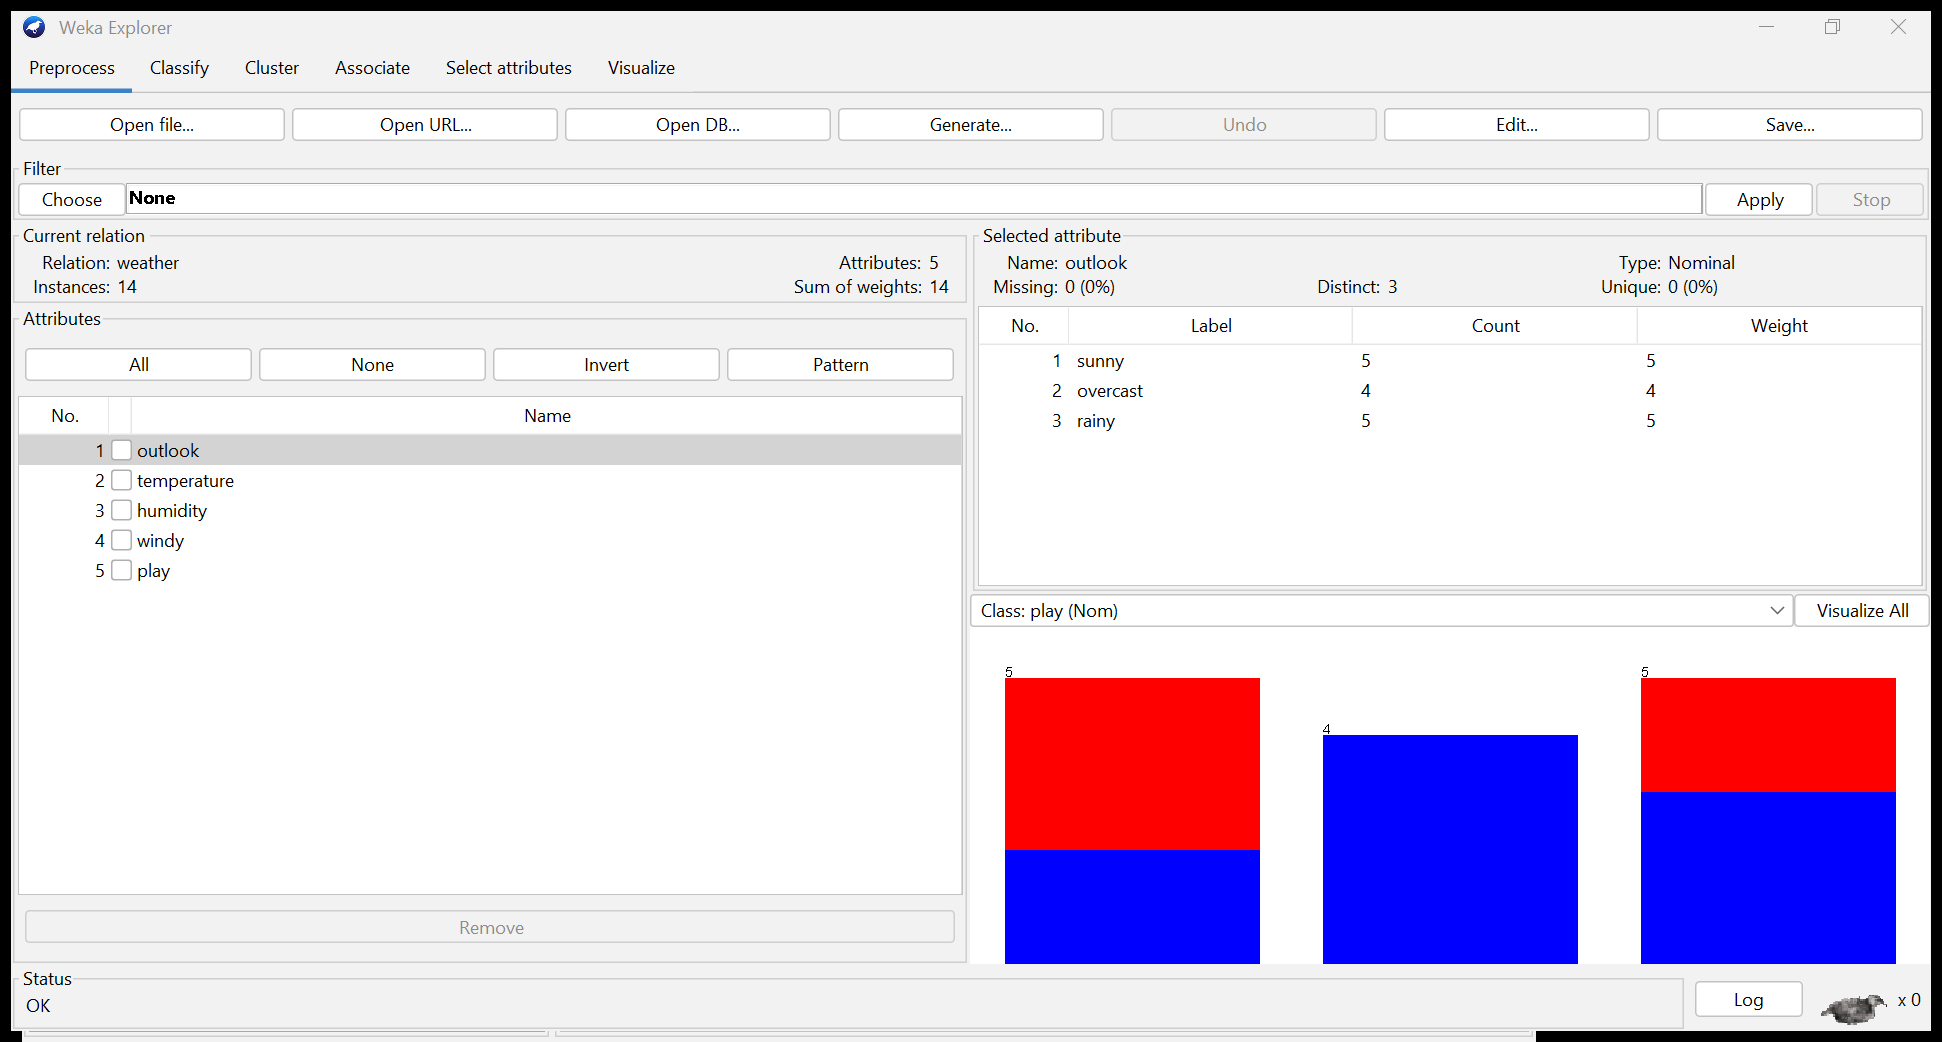 Weka Explorer
Preprocess Classify Cluster Associate Select attributes Visualize
Open file... Open URL... Open DB... Generate... Undo Edit... Save...
Filter
Choose None Apply Stop
Current relation
Relation: weather Attributes: 5
Instances: 14 Sum of weights: 14
Attributes
All None Invert Pattern
No. Name
1 outlook
2 temperature
3 humidity
4 windy
5 play
Remove
Selected attribute
Name: outlook Type: Nominal
Missing: 0 (0%) Distinct: 3 Unique: 0 (0%)
No. Label Count Weight
1 sunny 5 5
2 overcast 4 4
3 rainy 5 5
Class: play (Nom) Visualize All
5 4 5
Status
OK
Log x 0